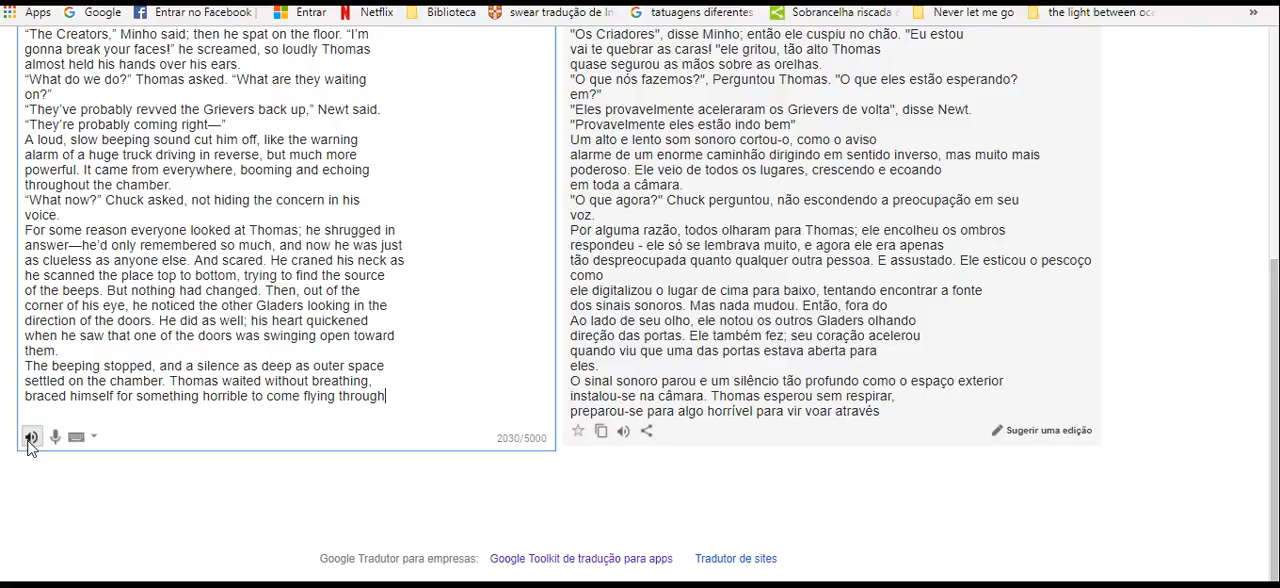 Apps Google Entrar no Facebook Entrar Netflix Biblioteca swear tradução de In tatuagens diferentes Sobrancelha riscada Never let me go the light between oce »
“The Creators,” Minho said; then he spat on the floor. “I’m
gonna break your faces!” he screamed, so loudly Thomas
almost held his hands over his ears.
“What do we do?” Thomas asked. “What are they waiting
on?”
“They’ve probably revved the Grievers back up,” Newt said.
“They’re probably coming right—”
A loud, slow beeping sound cut him off, like the warning
alarm of a huge truck driving in reverse, but much more
powerful. It came from everywhere, booming and echoing
throughout the chamber.
“What now?” Chuck asked, not hiding the concern in his
voice.
For some reason everyone looked at Thomas; he shrugged in
answer—he’d only remembered so much, and now he was just
as clueless as anyone else. And scared. He craned his neck as
he scanned the place top to bottom, trying to find the source
of the beeps. But nothing had changed. Then, out of the
corner of his eye, he noticed the other Gladers looking in the
direction of the doors. He did as well; his heart quickened
when he saw that one of the doors was swinging open toward
them.
The beeping stopped, and a silence as deep as outer space
settled on the chamber. Thomas waited without breathing,
braced himself for something horrible to come flying through
2030/5000
"Os Criadores", disse Minho; então ele cuspiu no chão. "Eu estou
vai te quebrar as caras! "ele gritou, tão alto Thomas
quase segurou as mãos sobre as orelhas.
"O que nós fazemos?", Perguntou Thomas. "O que eles estão esperando?
em?"
"Eles provavelmente aceleraram os Grievers de volta", disse Newt.
"Provavelmente eles estão indo bem"
Um alto e lento som sonoro cortou-o, como o aviso
alarme de um enorme caminhão dirigindo em sentido inverso, mas muito mais
poderoso. Ele veio de todos os lugares, crescendo e ecoando
em toda a câmara.
"O que agora?" Chuck perguntou, não escondendo a preocupação em seu
voz.
Por alguma razão, todos olharam para Thomas; ele encolheu os ombros
respondeu - ele só se lembrava muito, e agora ele era apenas
tão despreocupada quanto qualquer outra pessoa. E assustado. Ele esticou o pescoço
como
ele digitalizou o lugar de cima para baixo, tentando encontrar a fonte
dos sinais sonoros. Mas nada mudou. Então, fora do
Ao lado de seu olho, ele notou os outros Gladers olhando
direção das portas. Ele também fez; seu coração acelerou
quando viu que uma das portas estava aberta para
eles.
O sinal sonoro parou e um silêncio tão profundo como o espaço exterior
instalou-se na câmara. Thomas esperou sem respirar,
preparou-se para algo horrível para vir voar através
Sugerir uma edição
Google Tradutor para empresas: Google Toolkit de tradução para apps Tradutor de sites